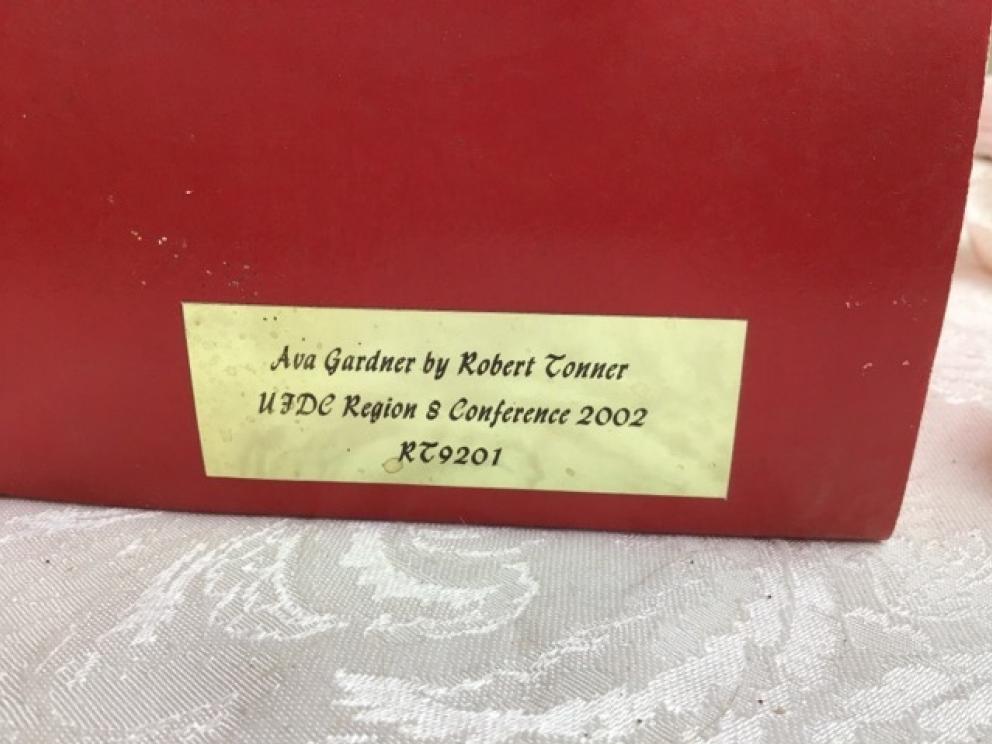 Ava Gardner by Robert Tonner
UFDC Region 8 Conference 2002
RT9201